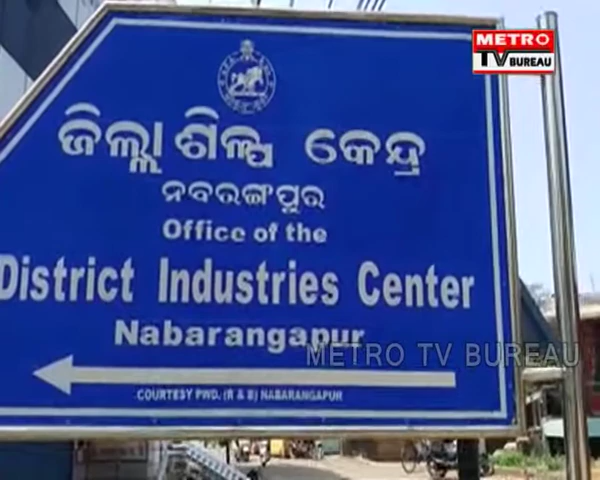 METRO
TV BUREAU
ଜିଲ୍ଲା ଶିଳ୍ପ କେନ୍ଦ୍ର
ନବରଙ୍ଗପୁର
Office of the
District Industries Center
Nabarangapur
METRO TV BUREAU
COURTESY PWD. (R & B) NABARANGAPUR